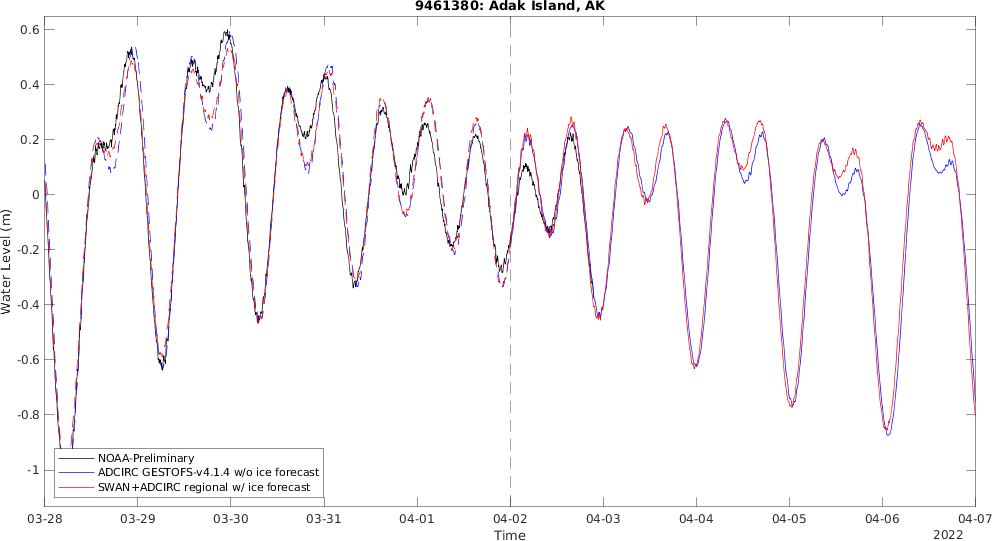 9461380: Adak Island, AK
0.6
0.4
0.2
0
-0.2
-0.4
-0.6
-0.8
-1
Water Level (m)
NOAA-Preliminary
ADCIRC GESTOFS-v4.1.4 w/o ice forecast
SWAN+ADCIRC regional w/ ice forecast
03-28 03-29 03-30 03-31 04-01 04-02 04-03 04-04 04-05 04-06 04-07
Time
2022